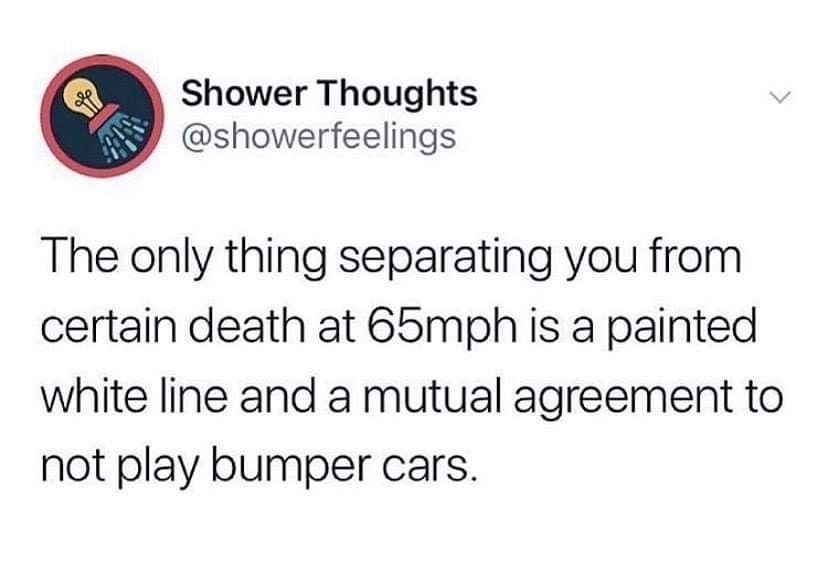 Shower Thoughts
@showerfeelings
The only thing separating you from
certain death at 65mph is a painted
white line and a mutual agreement to
not play bumper cars.